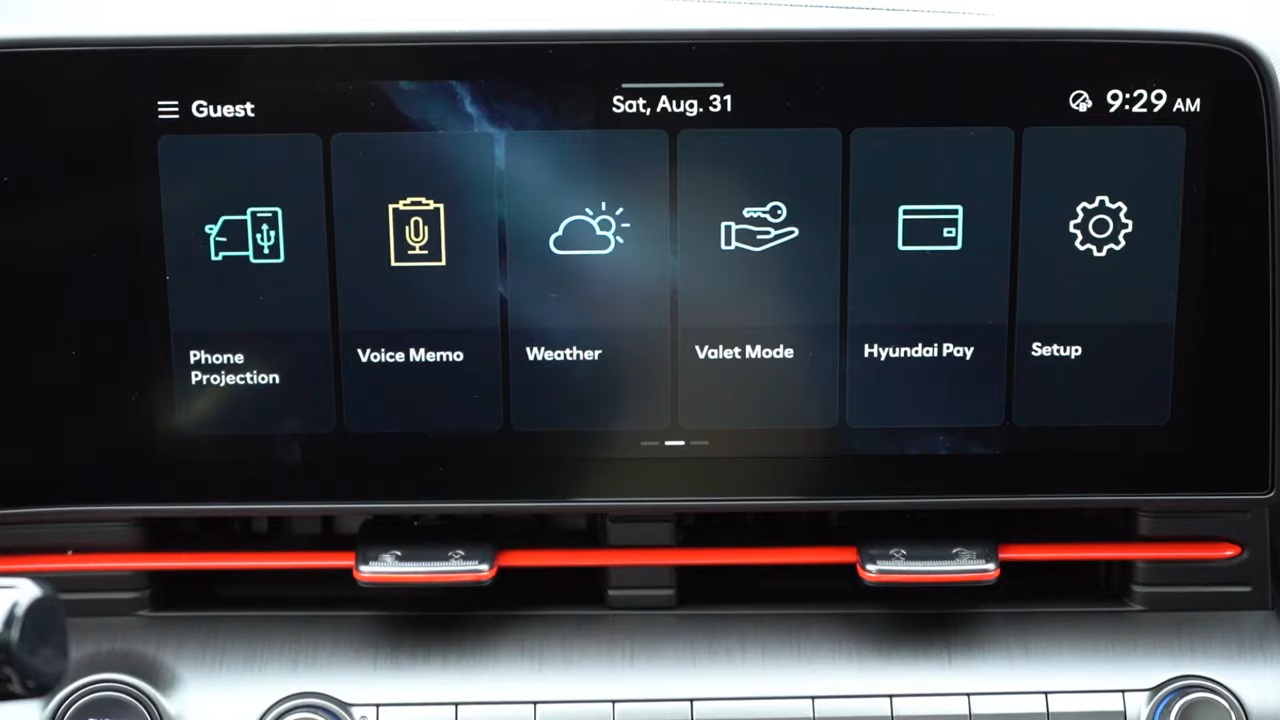 Guest
Sat, Aug. 31
9:29 AM
Phone
Projection
Voice Memo
Weather
Valet Mode
Hyundai Pay
Setup